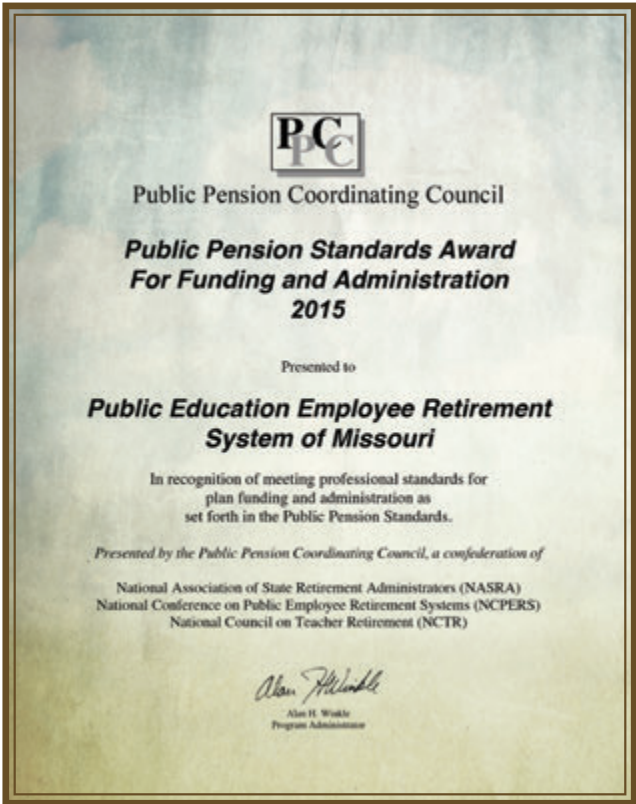 PPCC
Public Pension Coordinating Council
Public Pension Standards Award
For Funding and Administration
2015
Presented to
Public Education Employee Retirement
System of Missouri
In recognition of meeting professional standards for
plan funding and administration as
set forth in the Public Pension Standards.
Presented by the Public Pension Coordinating Council, a confederation of
National Association of State Retirement Administrators (NASRA)
National Conference on Public Employee Retirement Systems (NCPERS)
National Council on Teacher Retirement (NCTR)
Alan H Winkle
Alan H. Winkle
Program Administrator